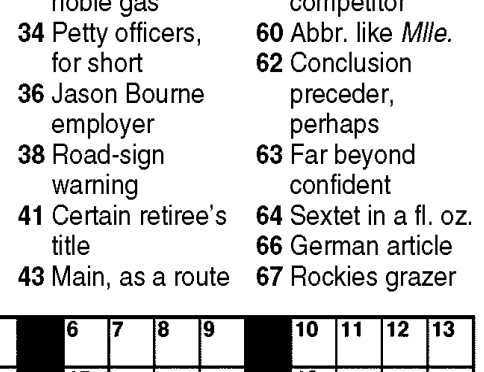 noble gas
34 Petty officers,
for short
36 Jason Bourne
employer
38 Road-sign
warning
41 Certain retiree's
title
43 Main, as a route
competitor
60 Abbr. like Mlle.
62 Conclusion
preceder,
perhaps
63 Far beyond
confident
64 Sextet in a fl. oz.
66 German article
67 Rockies grazer
6 7 8 9 10 11 12 13